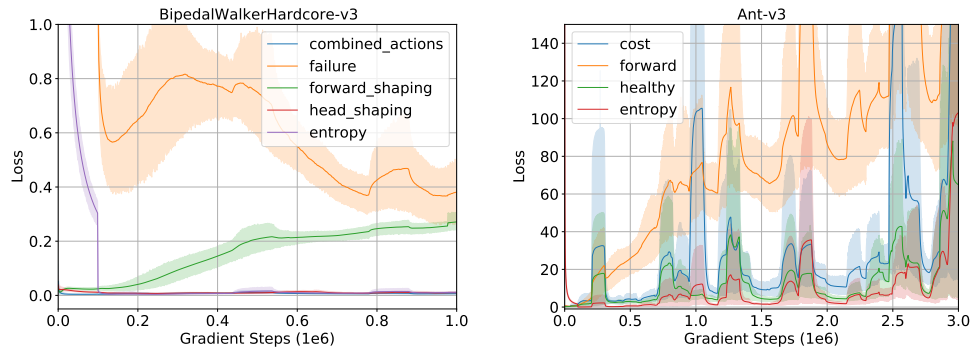 BipedalWalkerHardcore-v3
1.0
0.8
0.6
0.4
0.2
0.0
Loss
combined_actions
failure
forward_shaping
head_shaping
entropy
0.0 0.2 0.4 0.6 0.8 1.0
Gradient Steps (1e6)
Ant-v3
140
120
100
80
60
40
20
0
Loss
cost
forward
healthy
entropy
0.0 0.5 1.0 1.5 2.0 2.5 3.0
Gradient Steps (1e6)